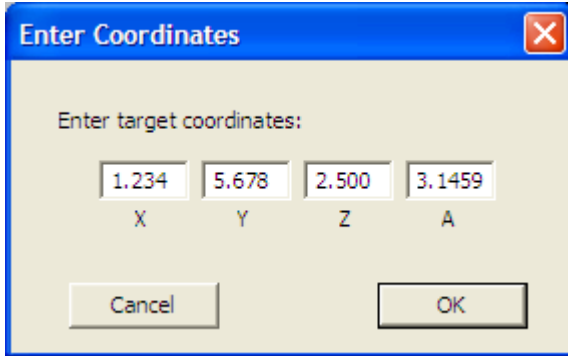 Enter Coordinates
Enter target coordinates:
1.234 5.678 2.500 3.1459
X Y Z A
Cancel OK